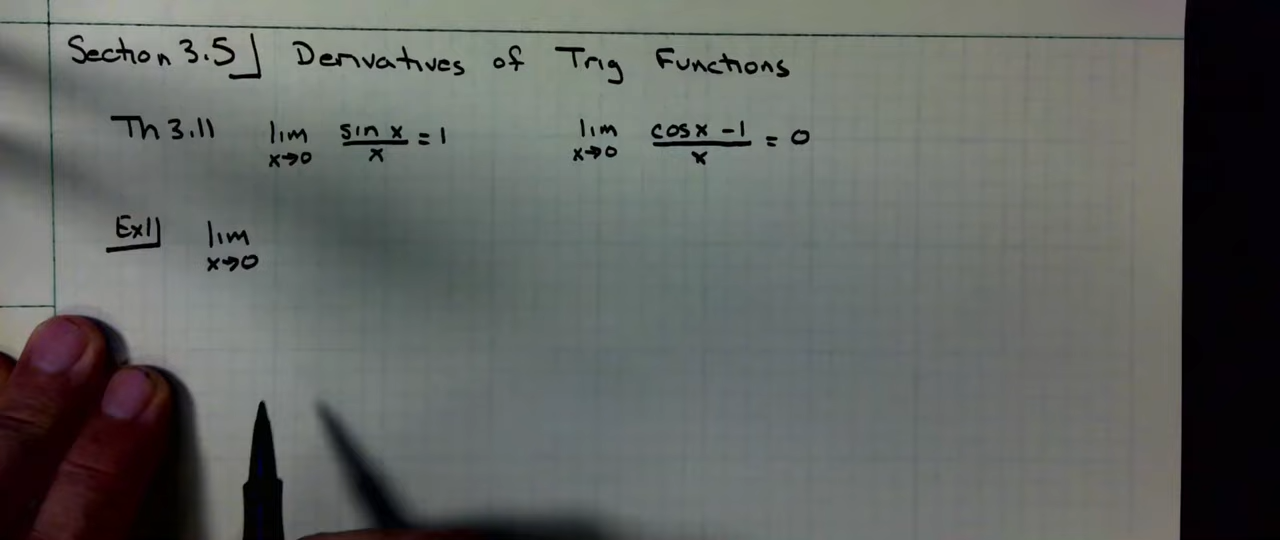 Section 3.5] Derivatives of Trig Functions
Th 3.11 lim x→0 sin x / x = 1 lim x→0 cos x - 1 / x = 0
Ex1] lim x→0